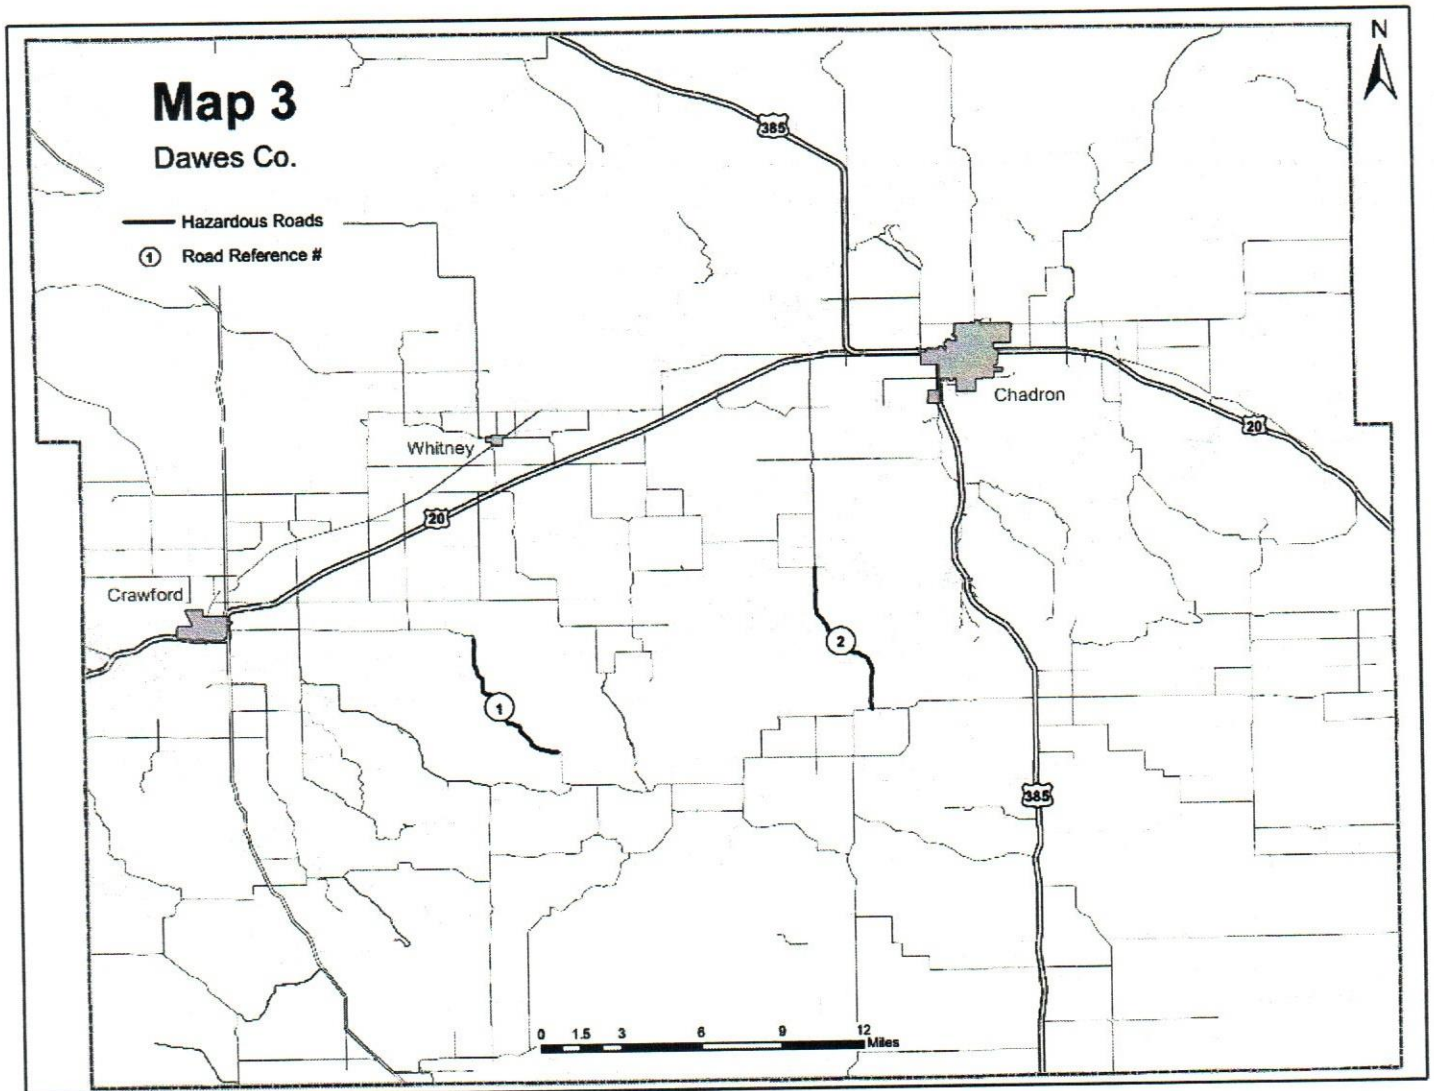 N
Map 3
Dawes Co.
Hazardous Roads
1 Road Reference #
385
Chadron
20
Whitney
20
Crawford
2
1
385
0 1.5 3 6 9 12
Miles